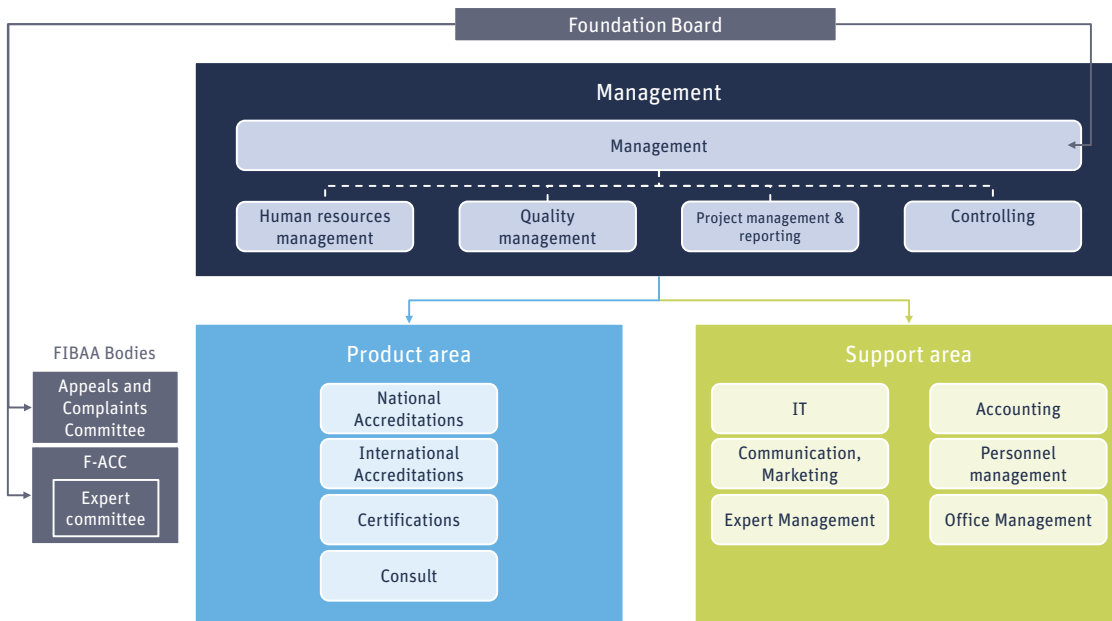 Foundation Board
Management
Management
Human resources
management
Quality
management
Project management &
reporting
Controlling
FIBAA Bodies
Appeals and
Complaints
Committee
F-ACC
Expert
committee
Product area
National
Accreditations
International
Accreditations
Certifications
Consult
Support area
IT
Accounting
Communication,
Marketing
Personnel
management
Expert Management
Office Management